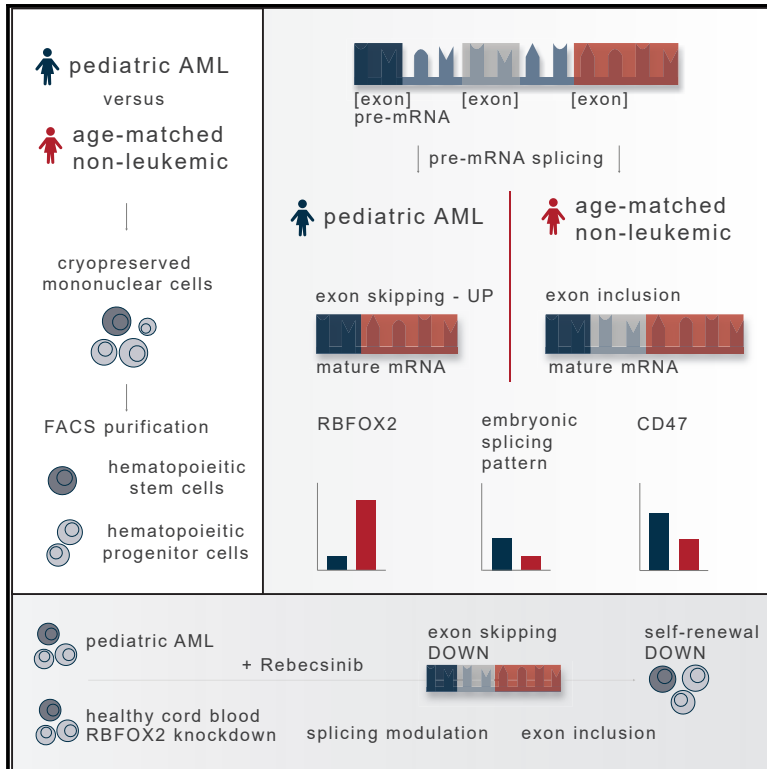 pediatric AML
versus
age-matched
non-leukemic
cryopreserved
mononuclear cells
FACS purification
hematopoieitic
stem cells
hematopoieitic
progenitor cells
[exon] [exon] [exon]
pre-mRNA
pre-mRNA splicing
pediatric AML
age-matched
non-leukemic
exon skipping - UP
mature mRNA
exon inclusion
mature mRNA
RBFOX2
embryonic
splicing
pattern
CD47
pediatric AML
+ Rebecsinib
exon skipping
DOWN
self-renewal
DOWN
healthy cord blood
RBFOX2 knockdown
splicing modulation
exon inclusion